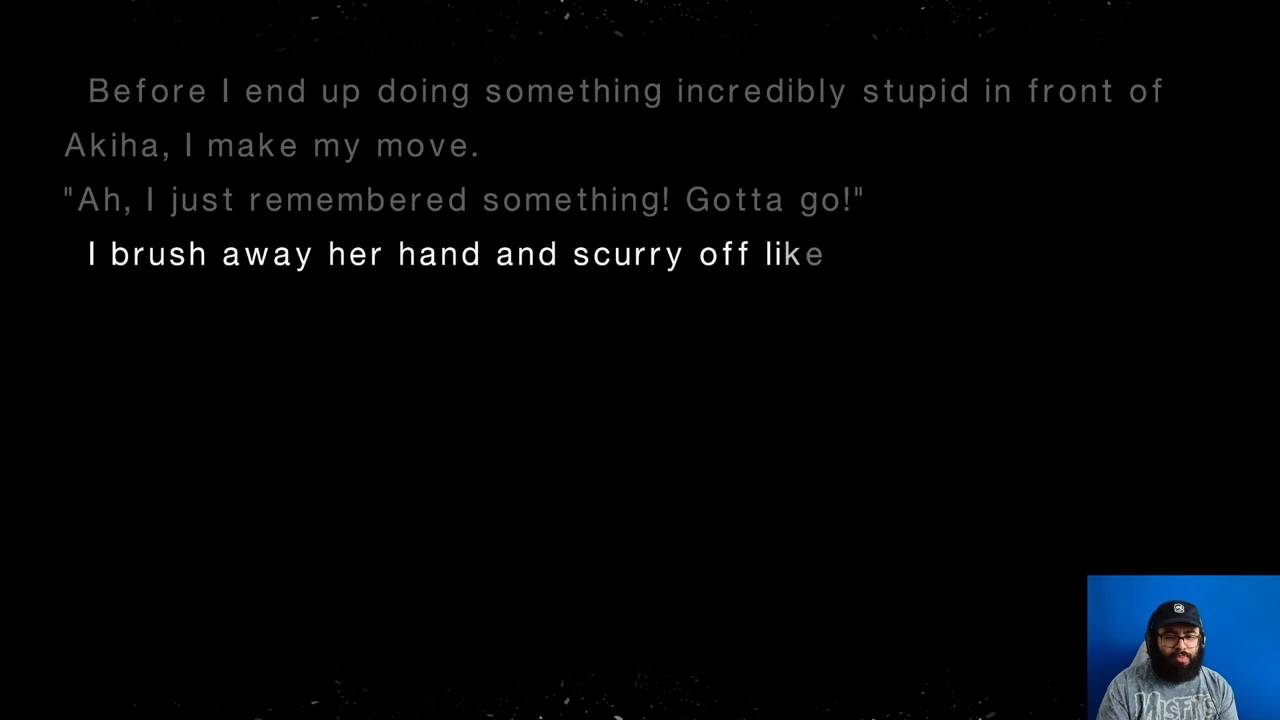 Before I end up doing something incredibly stupid in front of
Akiha, I make my move.
"Ah, I just remembered something! Gotta go!"
I brush away her hand and scurry off like
MISFITS